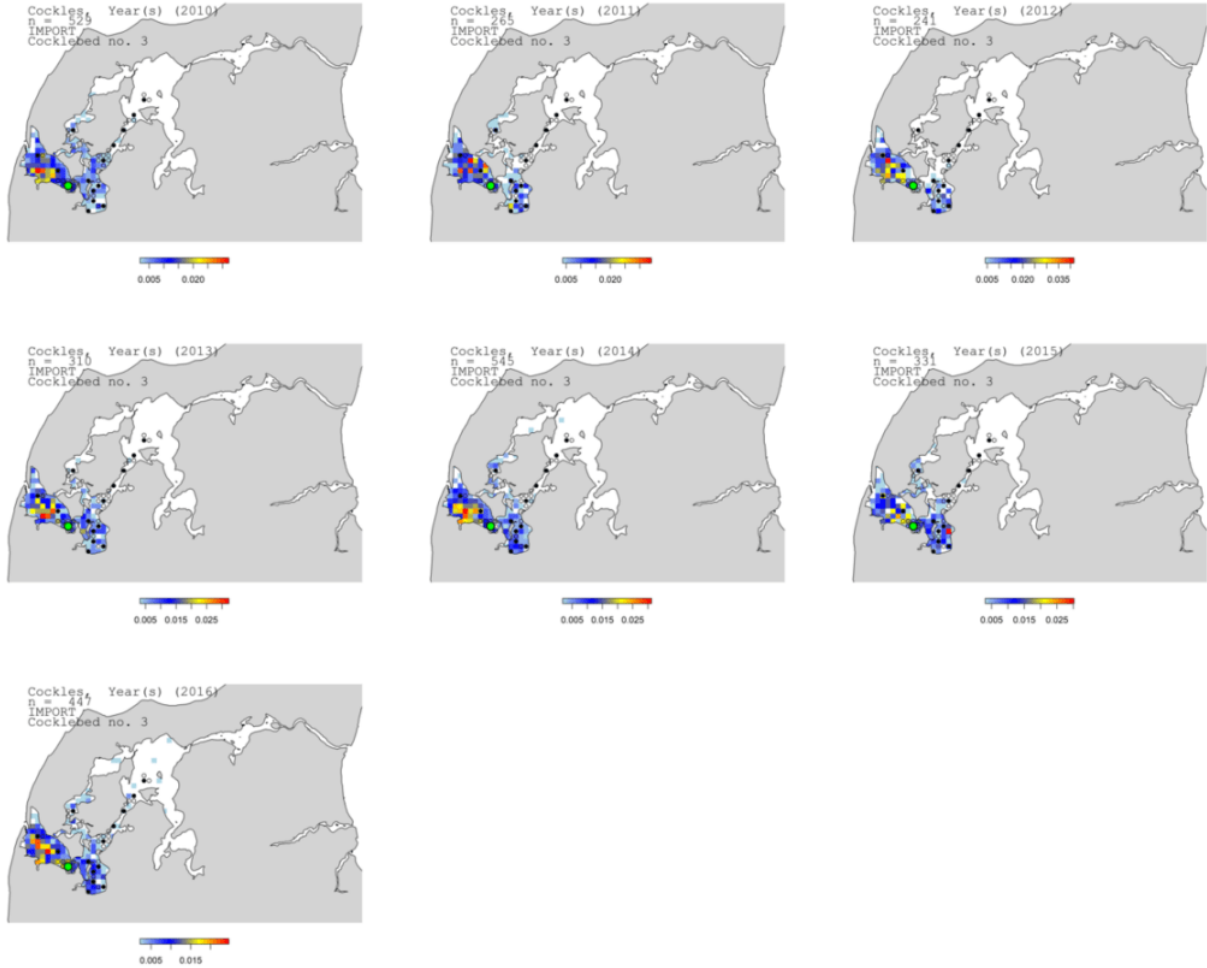 Cockles, Year(s) (2010)
n = 529
IMPORT
Cocklebed no. 3
0.005 0.020
Cockles, Year(s) (2011)
n = 265
IMPORT
Cocklebed no. 3
0.005 0.020
Cockles, Year(s) (2012)
n = 241
IMPORT
Cocklebed no. 3
0.005 0.020 0.035
Cockles, Year(s) (2013)
n = 310
IMPORT
Cocklebed no. 3
0.005 0.015 0.025
Cockles, Year(s) (2014)
n = 545
IMPORT
Cocklebed no. 3
0.005 0.015 0.025
Cockles, Year(s) (2015)
n = 331
IMPORT
Cocklebed no. 3
0.005 0.015 0.025
Cockles, Year(s) (2016)
n = 447
IMPORT
Cocklebed no. 3
0.005 0.015